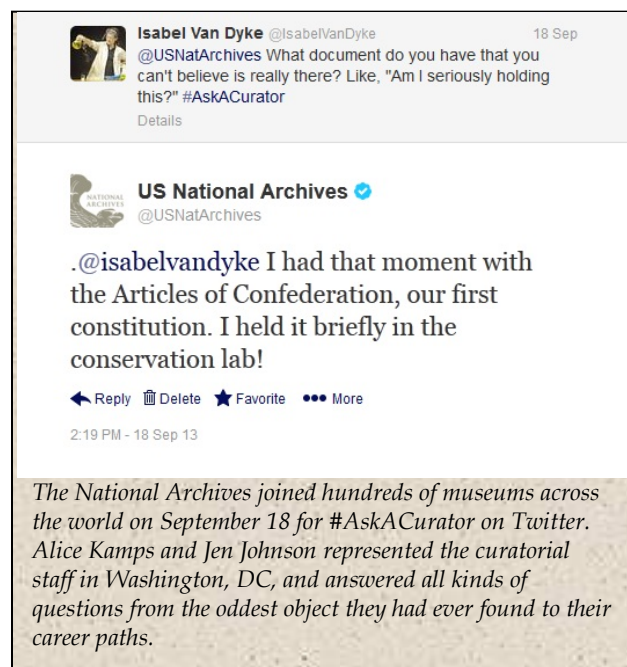 Isabel Van Dyke @IsabelVanDyke 18 Sep
@USNatArchives What document do you have that you
can't believe is really there? Like, "Am I seriously holding
this?" #AskACurator
Details
NATIONAL
ARCHIVES
US National Archives
@USNatArchives
.@isabelvandyke I had that moment with
the Articles of Confederation, our first
constitution. I held it briefly in the
conservation lab!
Reply Delete Favorite More
2:19 PM - 18 Sep 13
The National Archives joined hundreds of museums across
the world on September 18 for #AskACurator on Twitter.
Alice Kamps and Jen Johnson represented the curatorial
staff in Washington, DC, and answered all kinds of
questions from the oddest object they had ever found to their
career paths.